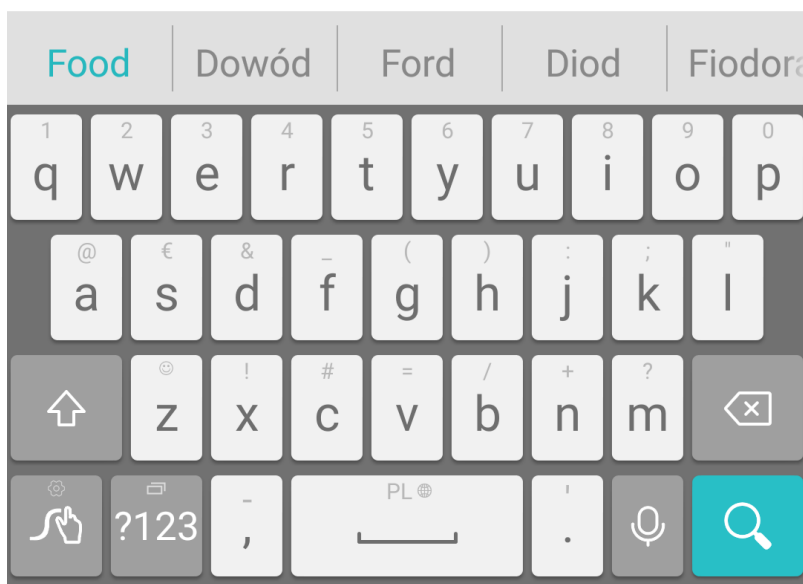 Food Dowód Ford Diod Fiodora
1 2 3 4 5 6 7 8 9 0
q w e r t y u i o p
@ € & _ ( ) : ; "
a s d f g h j k l
! # = / + ?
z x c v b n m
- PL '
?123 , .